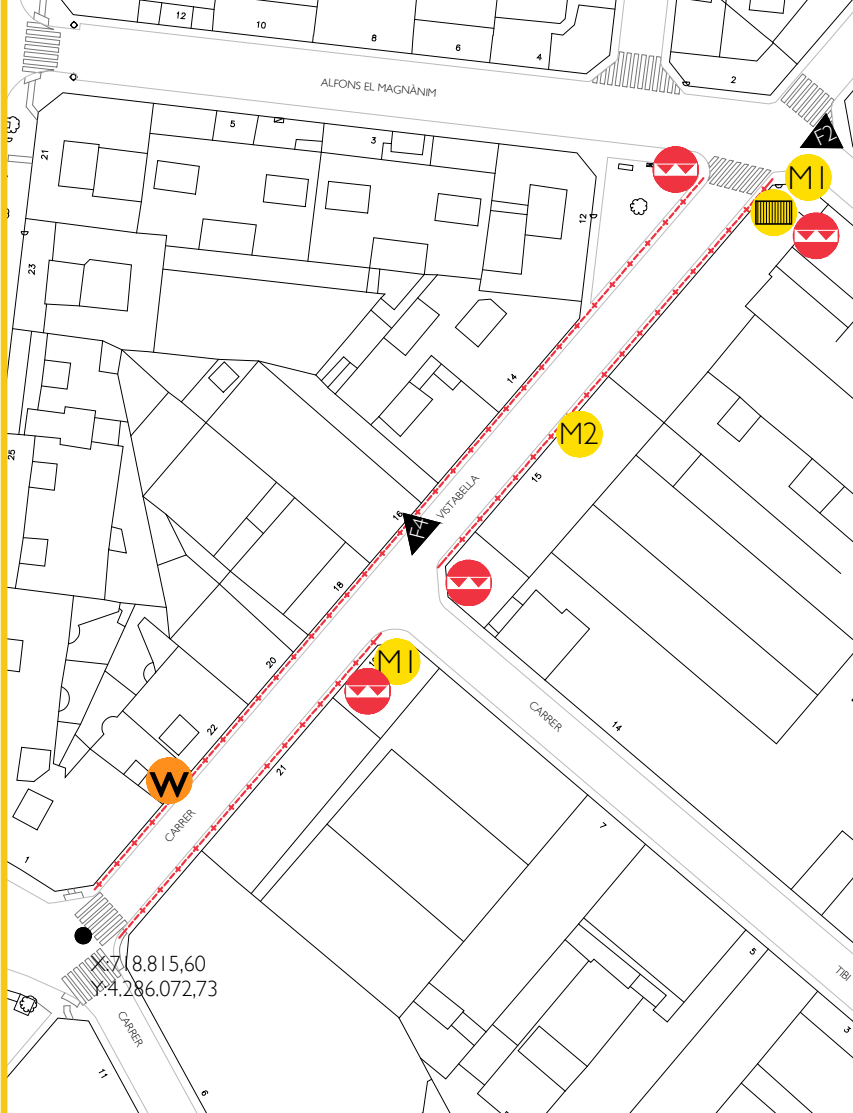 12
10
8
6
4
2
ALFONS EL MAGNÀNIM
F2
5
3
21
M1
12
23
14
M2
25
15
VISTABELLA
16
F4
18
20
M1
22
CARRER
14
21
W
CARRER
7
1
5
TIBI
X:718.815,60
Y:4.286.072,73
CARRER
3
11
6